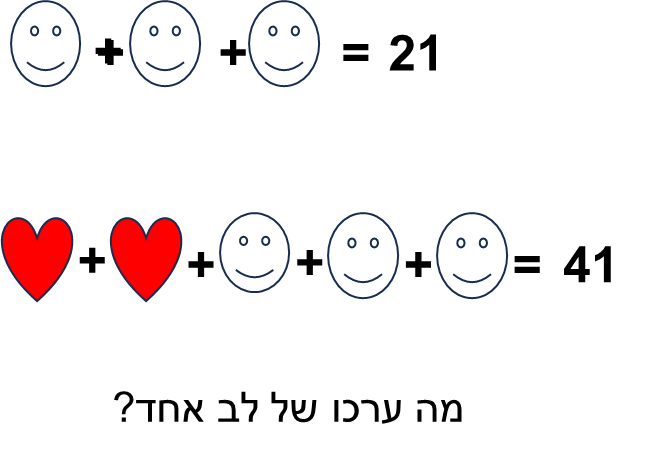 + + = 21
+ + + + = 41
מה ערכו של לב אחד?